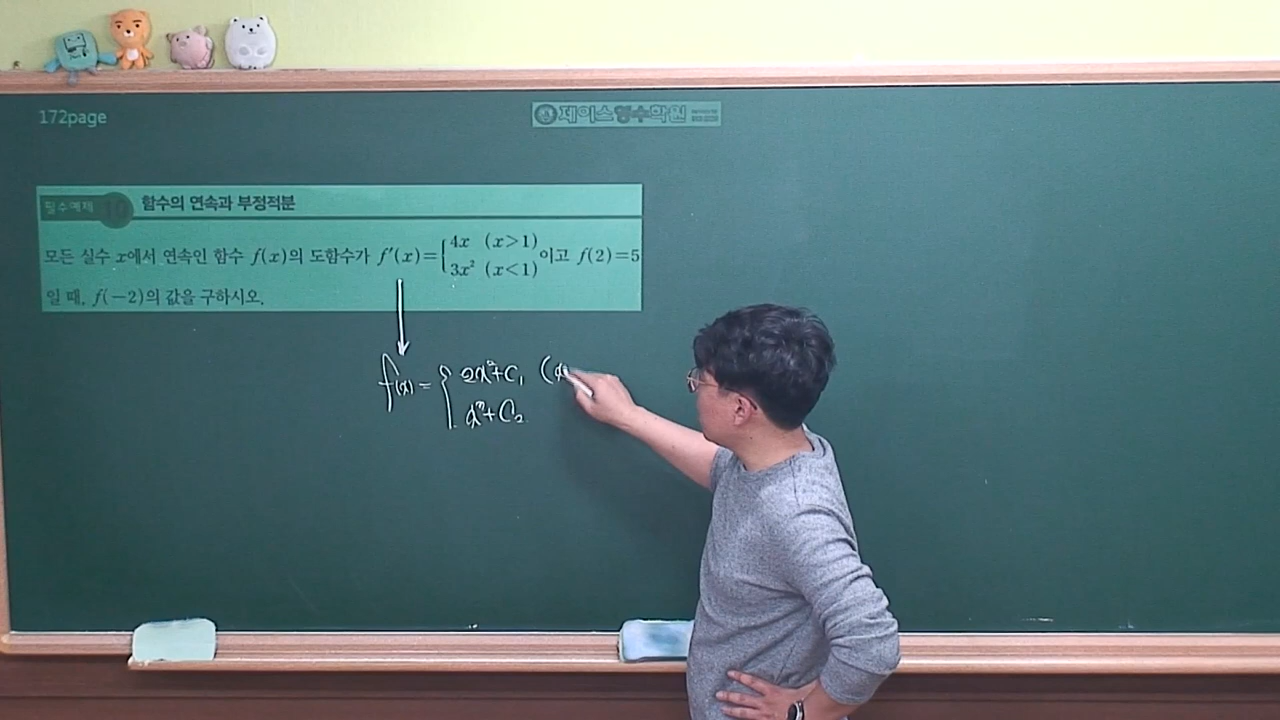 172page
제이스영수학원
필수예제 10 함수의 연속과 부정적분
모든 실수 x에서 연속인 함수 f(x)의 도함수가 f′(x)={4x (x>1) 3x² (x<1) 이고 f(2)=5
일 때, f(−2)의 값을 구하시오.
f(x) = { 2x²+C₁ (x
x³+C₂